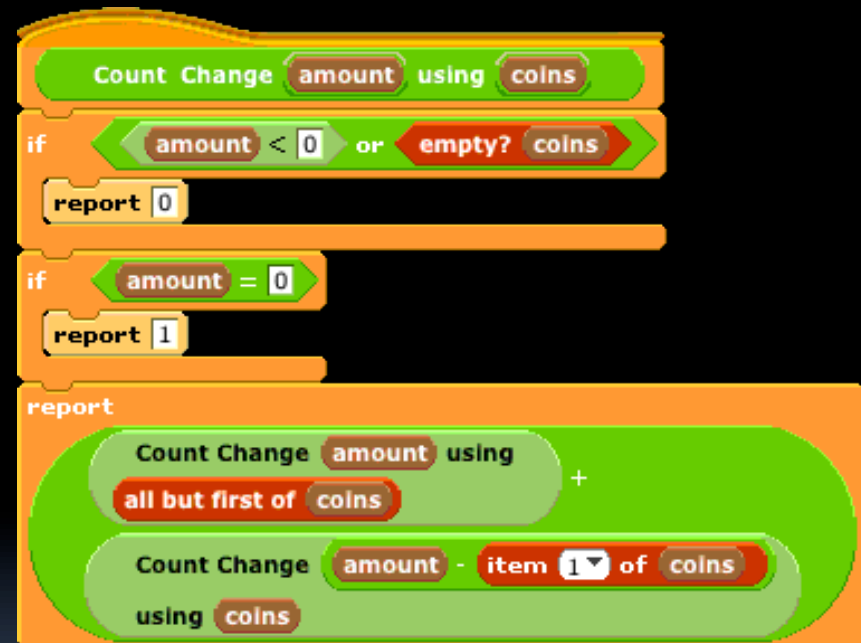 Count Change amount using coins
if amount < 0 or empty? coins
report 0
if amount = 0
report 1
report
Count Change amount using
all but first of coins
+
Count Change amount - item 1 of coins
using coins